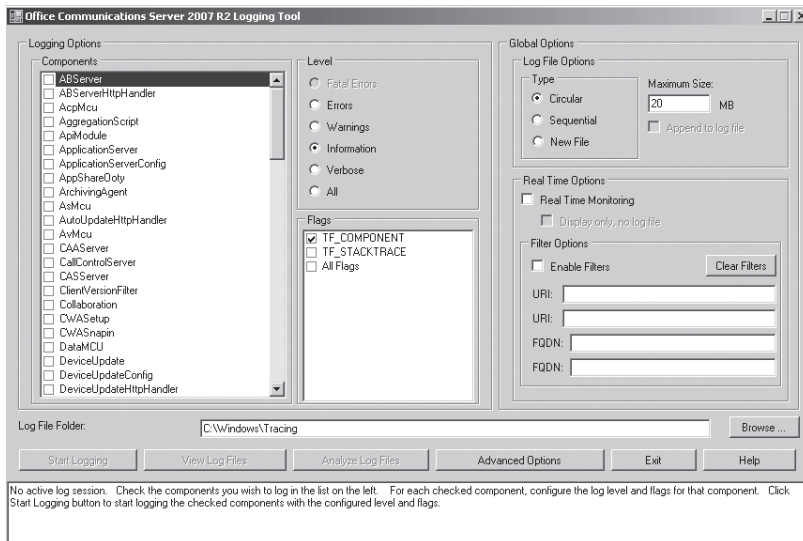 Office Communications Server 2007 R2 Logging Tool
Logging Options
Components
ABServer
ABServerHttpHandler
AcpMcu
AggregationScript
ApiModule
ApplicationServer
ApplicationServerConfig
AppShareOoty
ArchivingAgent
AsMcu
AutoUpdateHttpHandler
AvMcu
CAAServer
CallControlServer
CASServer
ClientVersionFilter
Collaboration
CWASetup
CWASnapin
DataMCU
DeviceUpdate
DeviceUpdateConfig
DeviceUpdateHttpHandler
Level
Fatal Errors
Errors
Warnings
Information
Verbose
All
Flags
TF_COMPONENT
TF_STACKTRACE
All Flags
Global Options
Log File Options
Type
Circular
Sequential
New File
Maximum Size:
20 MB
Append to log file
Real Time Options
Real Time Monitoring
Display only, no log file
Filter Options
Enable Filters
Clear Filters
URI:
URI:
FQDN:
FQDN:
Log File Folder: C:\Windows\Tracing Browse ...
Start Logging View Log Files Analyze Log Files Advanced Options Exit Help
No active log session. Check the components you wish to log in the list on the left. For each checked component, configure the log level and flags for that component. Click
Start Logging button to start logging the checked components with the configured level and flags.